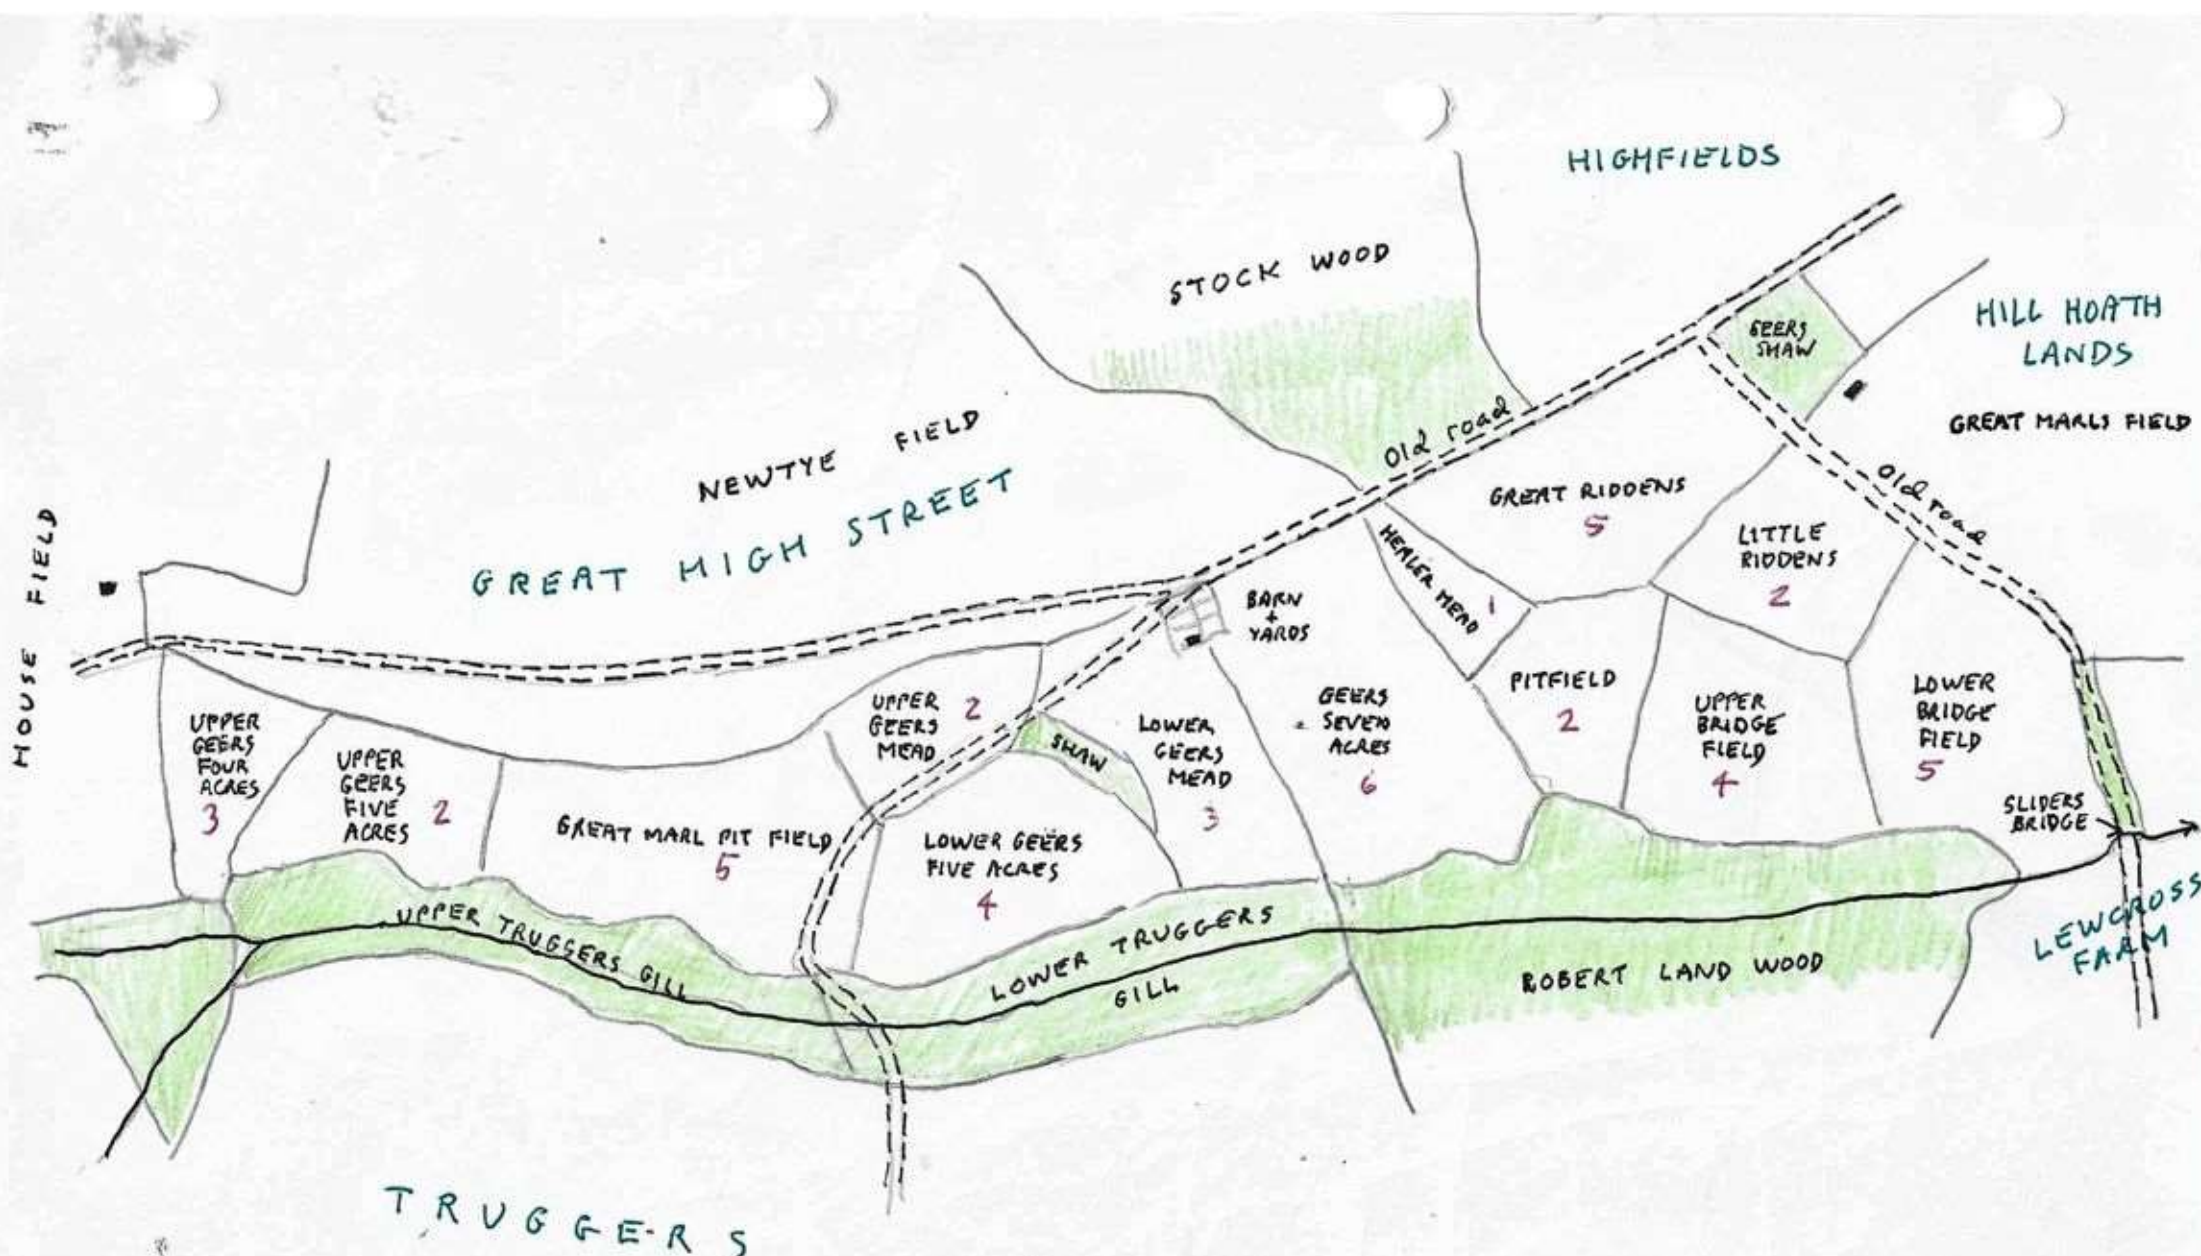 HIGHFIELDS
STOCK WOOD
HILL HOATH
LANDS
GEERS
SHAW
GREAT MARLS FIELD
NEWTYE FIELD
Old road
GREAT HIGH STREET
GREAT RIDDENS
5
Old road
LITTLE
RIDDENS
2
HOUSE FIELD
HEALER MEAD
1
BARN
+
YARDS
UPPER
GEERS
FOUR
ACRES
3
UPPER
GEERS
FIVE
ACRES
2
GREAT MARL PIT FIELD
5
UPPER
GEERS
MEAD
2
SHAW
LOWER
GEERS
MEAD
3
GEERS
SEVEN
ACRES
6
PITFIELD
2
UPPER
BRIDGE
FIELD
4
LOWER
BRIDGE
FIELD
5
SLIDERS
BRIDGE
LOWER GEERS
FIVE ACRES
4
UPPER TRUGGERS GILL
LOWER TRUGGERS
GILL
ROBERT LAND WOOD
LEWCROSS
FARM
TRUGGERS